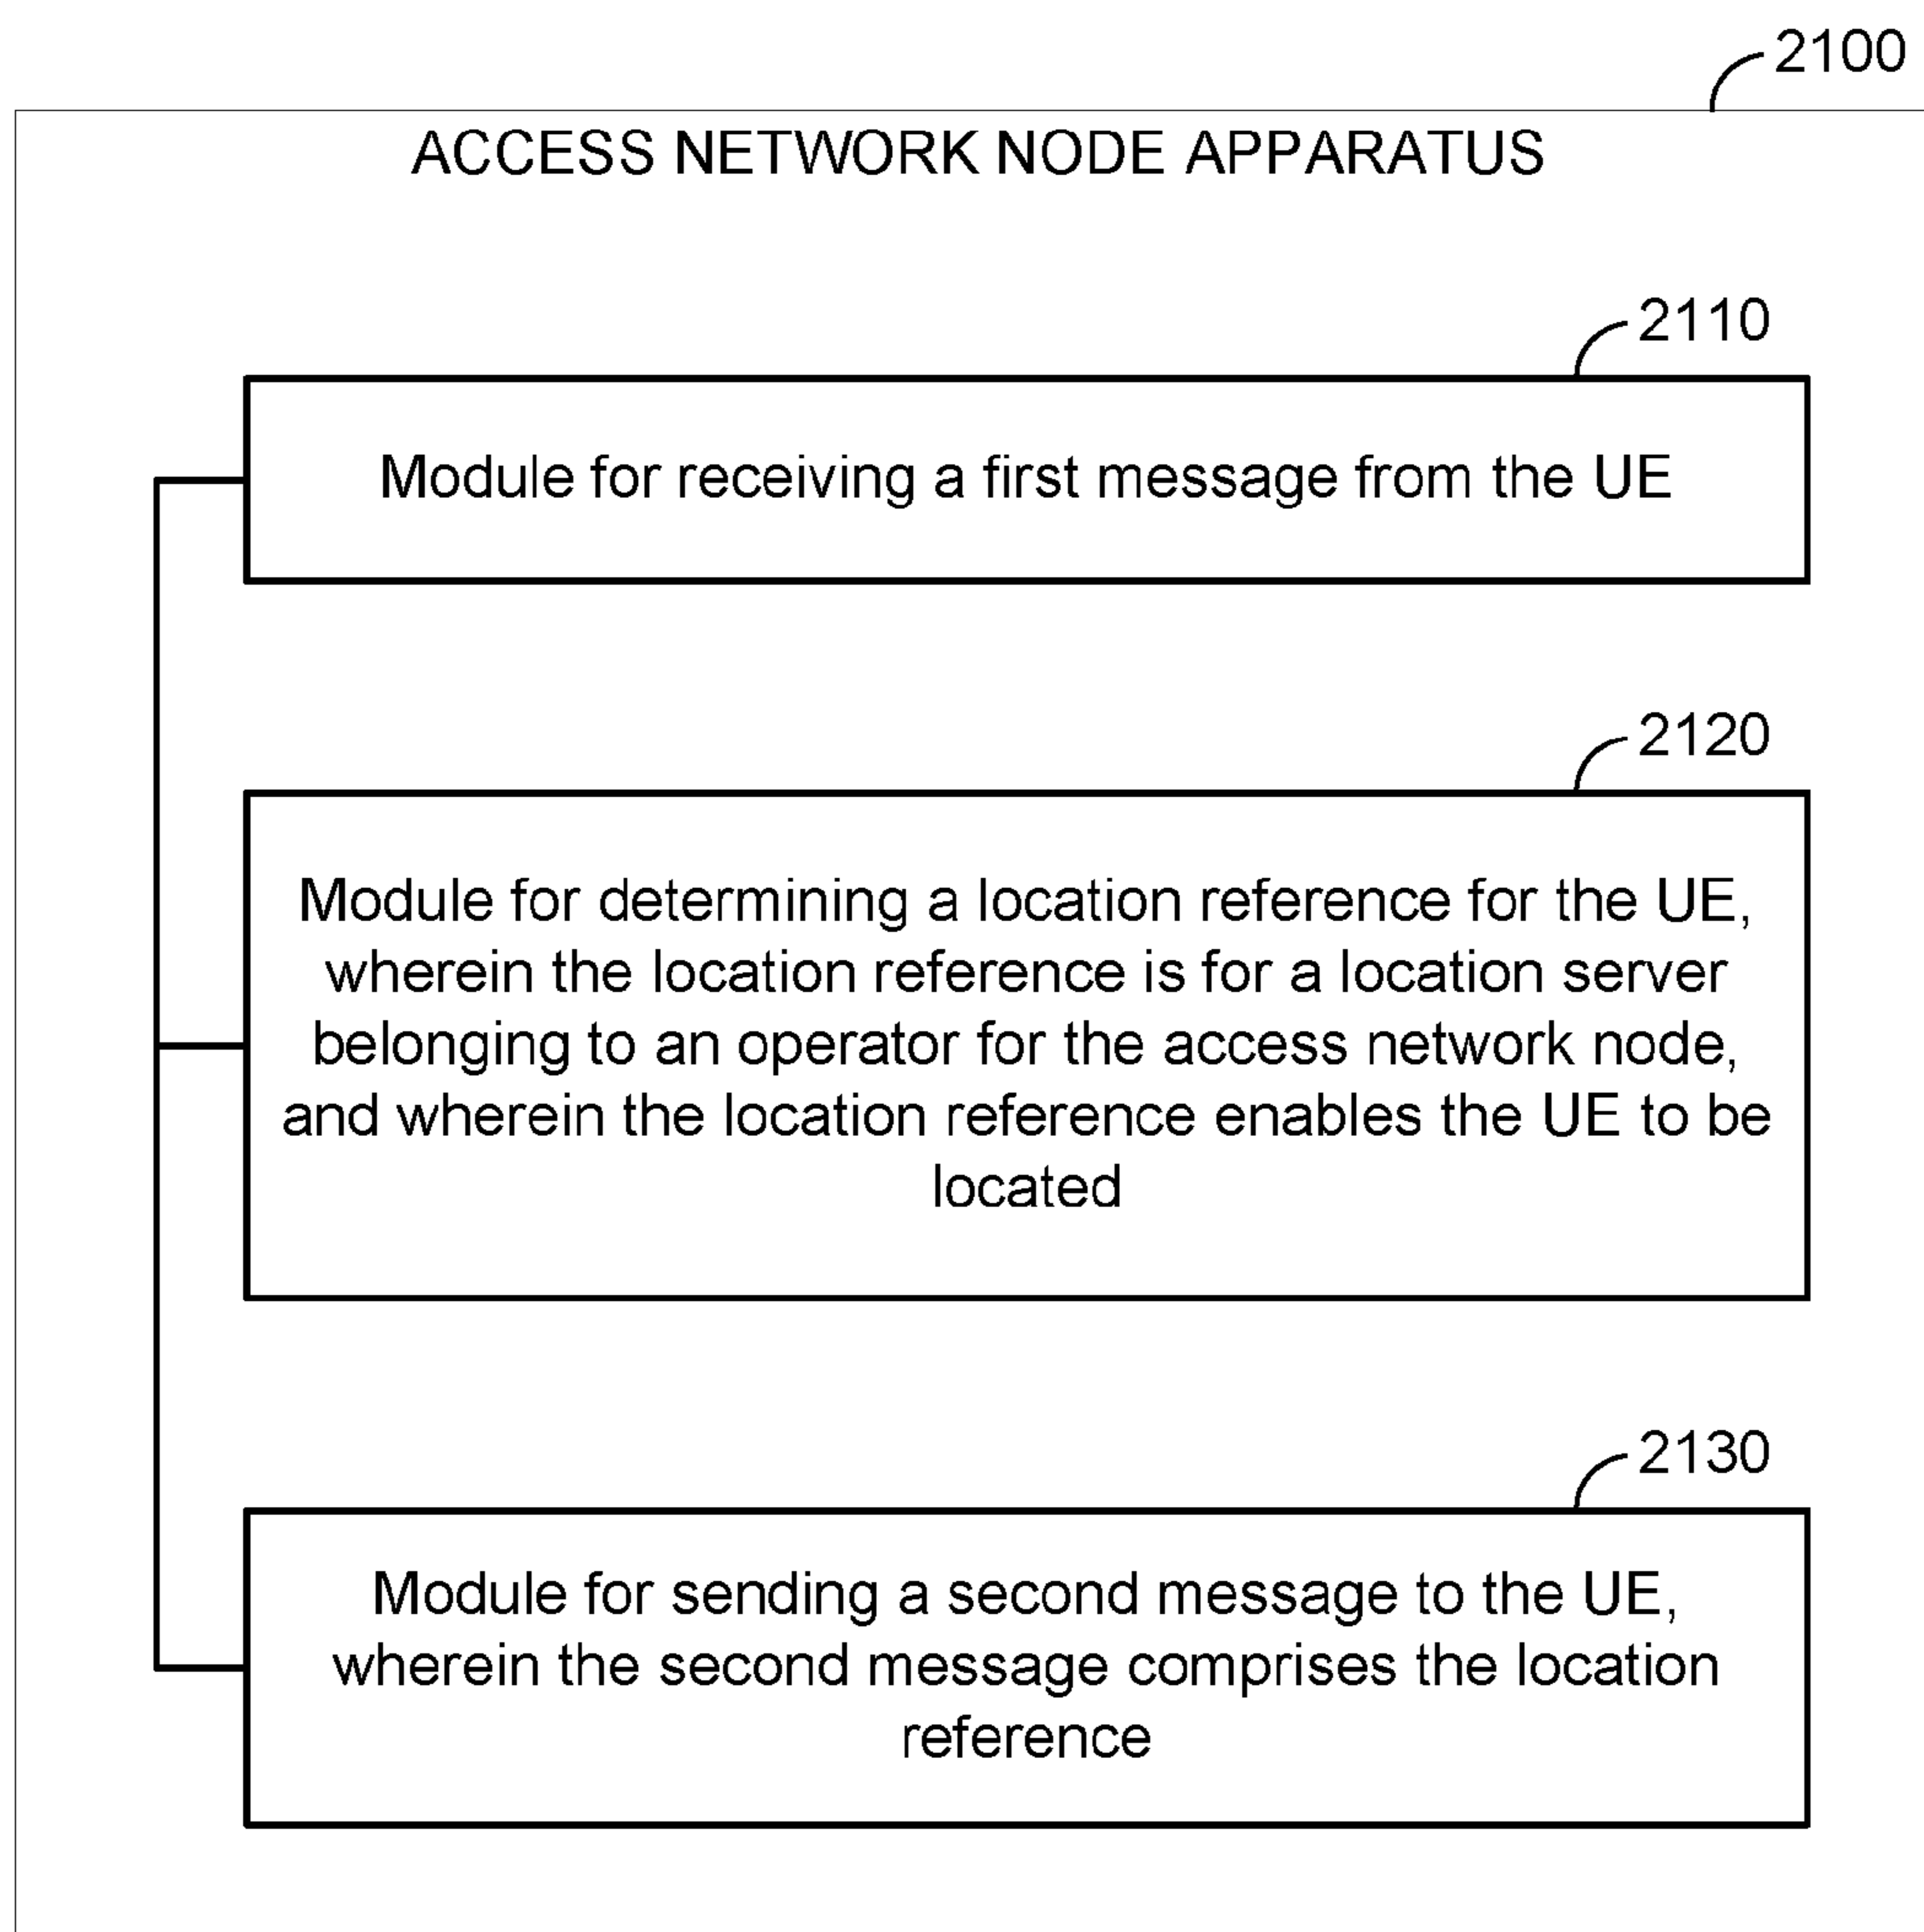 2100
ACCESS NETWORK NODE APPARATUS
2110
Module for receiving a first message from the UE
2120
Module for determining a location reference for the UE,
wherein the location reference is for a location server
belonging to an operator for the access network node,
and wherein the location reference enables the UE to be
located
2130
Module for sending a second message to the UE,
wherein the second message comprises the location
reference